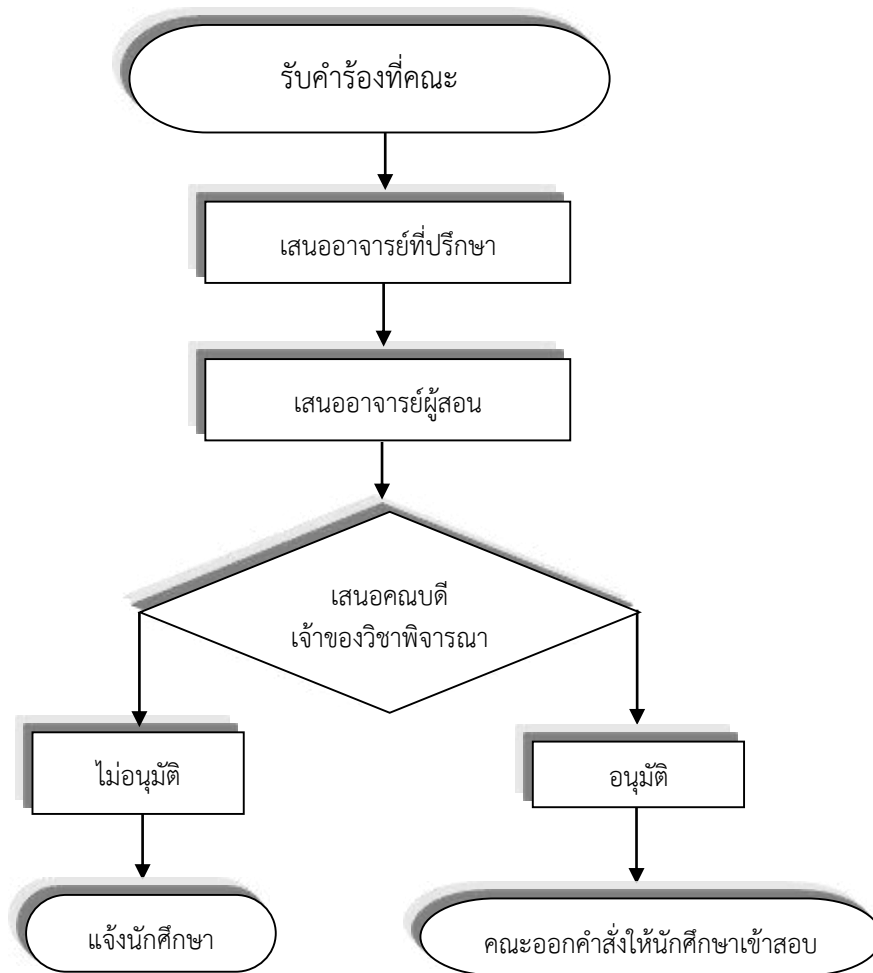 รับคำร้องที่คณะ
เสนออาจารย์ที่ปรึกษา
เสนออาจารย์ผู้สอน
เสนอคณบดี
เจ้าของวิชาพิจารณา
ไม่อนุมัติ
อนุมัติ
แจ้งนักศึกษา
คณะออกคำสั่งให้นักศึกษาเข้าสอบ